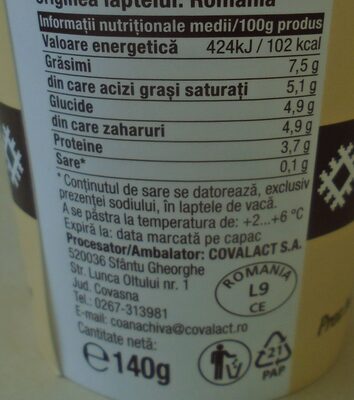 originea laptelui: România
Informații nutriționale medii/100g produs
Valoare energetică 424kJ / 102 kcal
Grăsimi 7,5 g
din care acizi grași saturați 5,1 g
Glucide 4,9 g
din care zaharuri 4,9 g
Proteine 3,7 g
Sare* 0,1 g
*Conținutul de sare se datorează, exclusiv
prezenței sodiului, în laptele de vacă.
A se păstra la temperatura de: +2...+6 °C
Expiră la: data marcată pe capac
Procesator/Ambalator: COVALACT S.A.
520036 Sfântu Gheorghe
Str. Lunca Oltului nr. 1
Jud. Covasna
Tel.: 0267-313981
E-mail: coanachiva@covalact.ro
ROMANIA
L9
CE
Cantitate netă:
℮140g
21
PAP